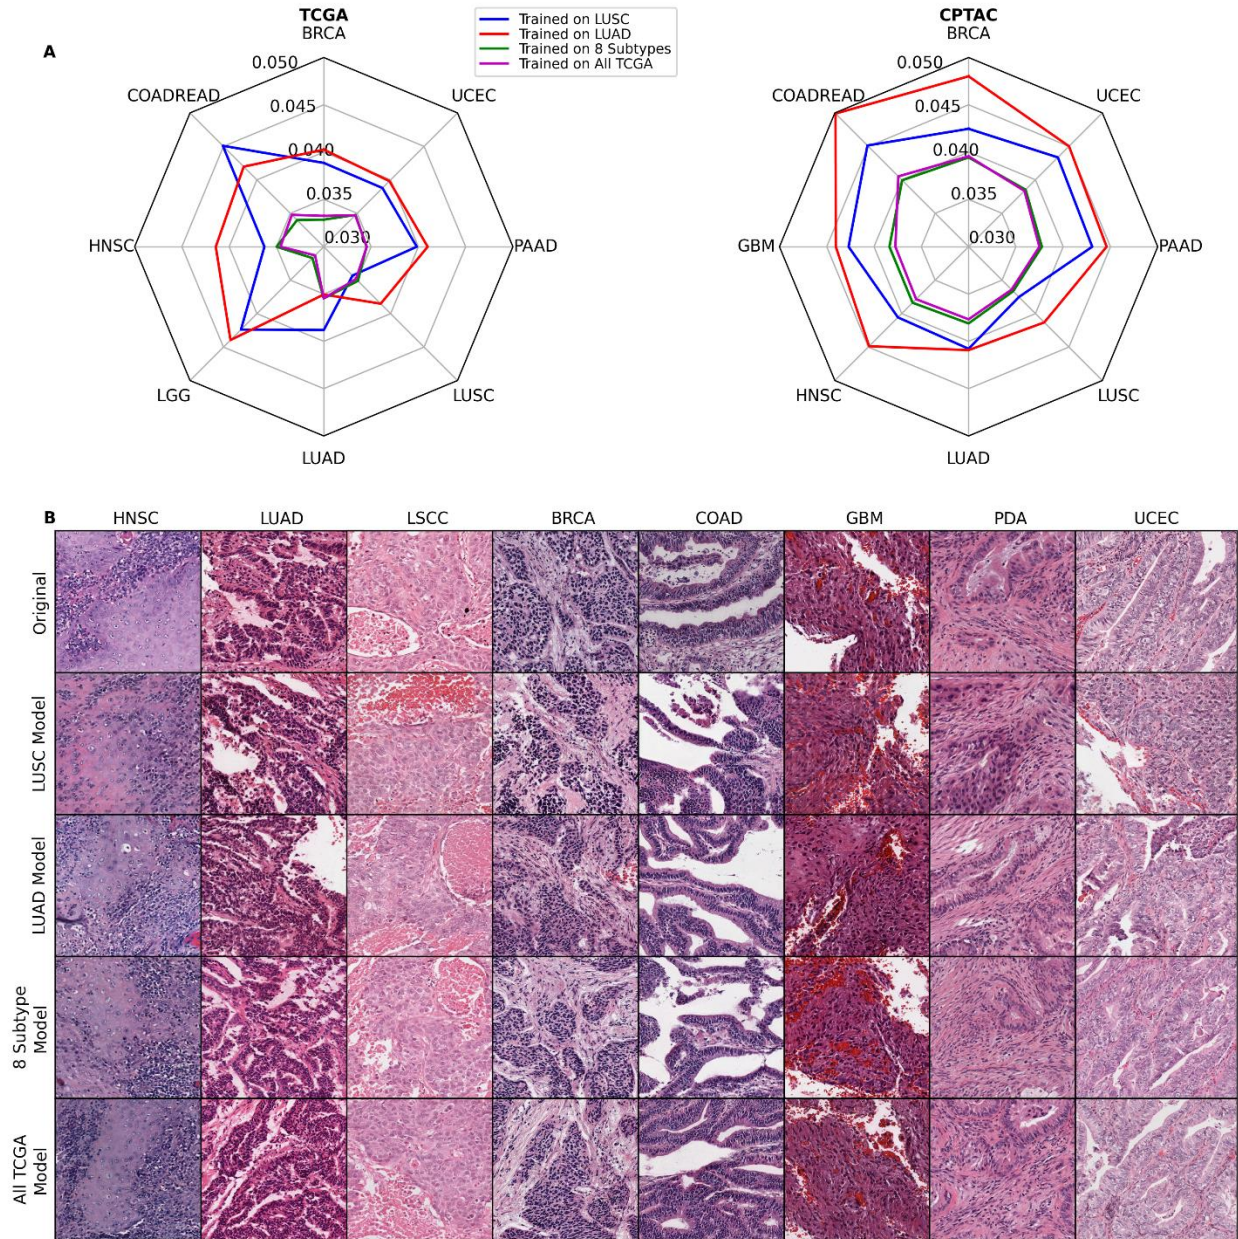 A
TCGA
BRCA
UCEC
PAAD
LUSC
LUAD
LGG
HNSC
COADREAD
0.050
0.045
0.040
0.035
0.030
Trained on LUSC
Trained on LUAD
Trained on 8 Subtypes
Trained on All TCGA
CPTAC
BRCA
UCEC
PAAD
LUSC
LUAD
HNSC
GBM
COADREAD
0.050
0.045
0.040
0.035
0.030
B
HNSC LUAD LSCC BRCA COAD GBM PDA UCEC
Original
LUSC Model
LUAD Model
8 Subtype
Model
All TCGA
Model